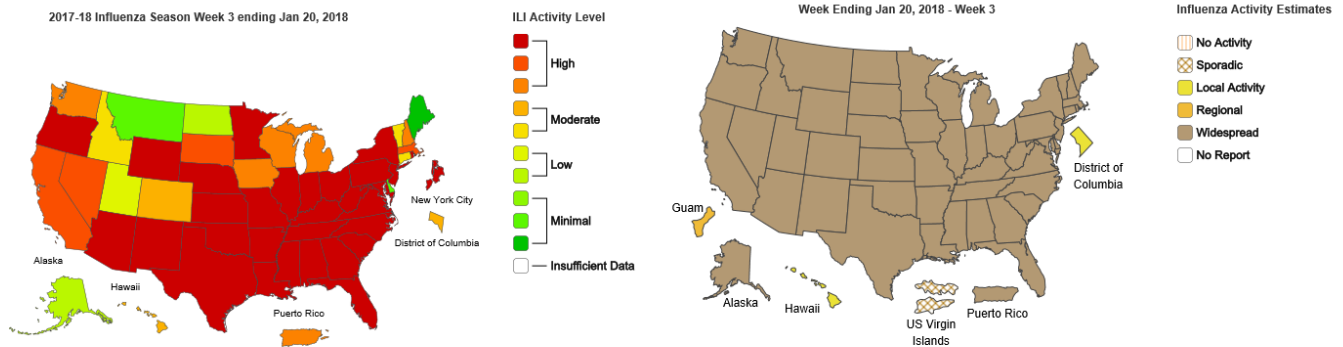 2017-18 Influenza Season Week 3 ending Jan 20, 2018
ILI Activity Level
High
Moderate
Low
Minimal
Insufficient Data
New York City
District of Columbia
Alaska
Hawaii
Puerto Rico
Week Ending Jan 20, 2018 - Week 3
Influenza Activity Estimates
No Activity
Sporadic
Local Activity
Regional
Widespread
No Report
District of
Columbia
Guam
Alaska
Hawaii
US Virgin
Islands
Puerto Rico